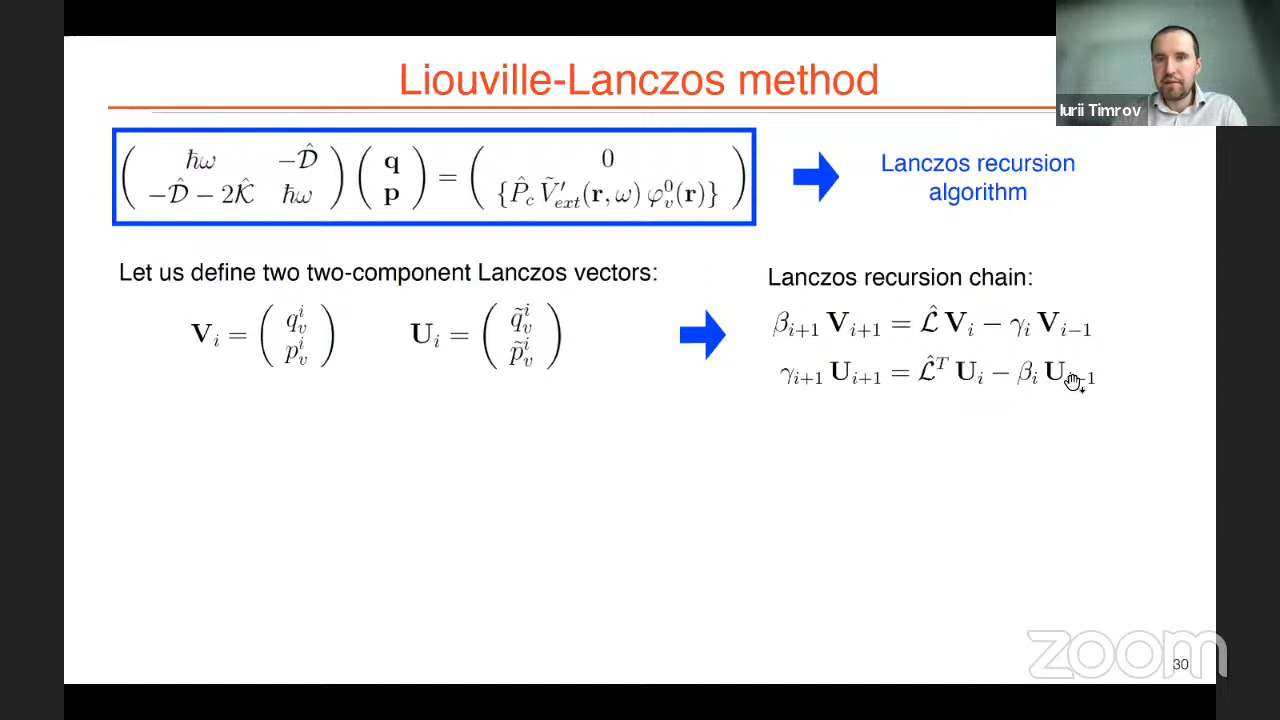 Liouville-Lanczos method
Iurii Timrov
( ħω −𝒟̂ ; −𝒟̂ − 2𝒦̂ ħω ) ( q ; p ) = ( 0 ; {P̂_c Ṽ′_ext(r, ω) φ_v^0(r)} )
Lanczos recursion
algorithm
Let us define two two-component Lanczos vectors:
V_i = ( q_v^i ; p_v^i ) U_i = ( q̃_v^i ; p̃_v^i )
Lanczos recursion chain:
β_{i+1} V_{i+1} = ℒ̂ V_i − γ_i V_{i−1}
γ_{i+1} U_{i+1} = ℒ̂^T U_i − β_i U_{i−1}
zoom
30